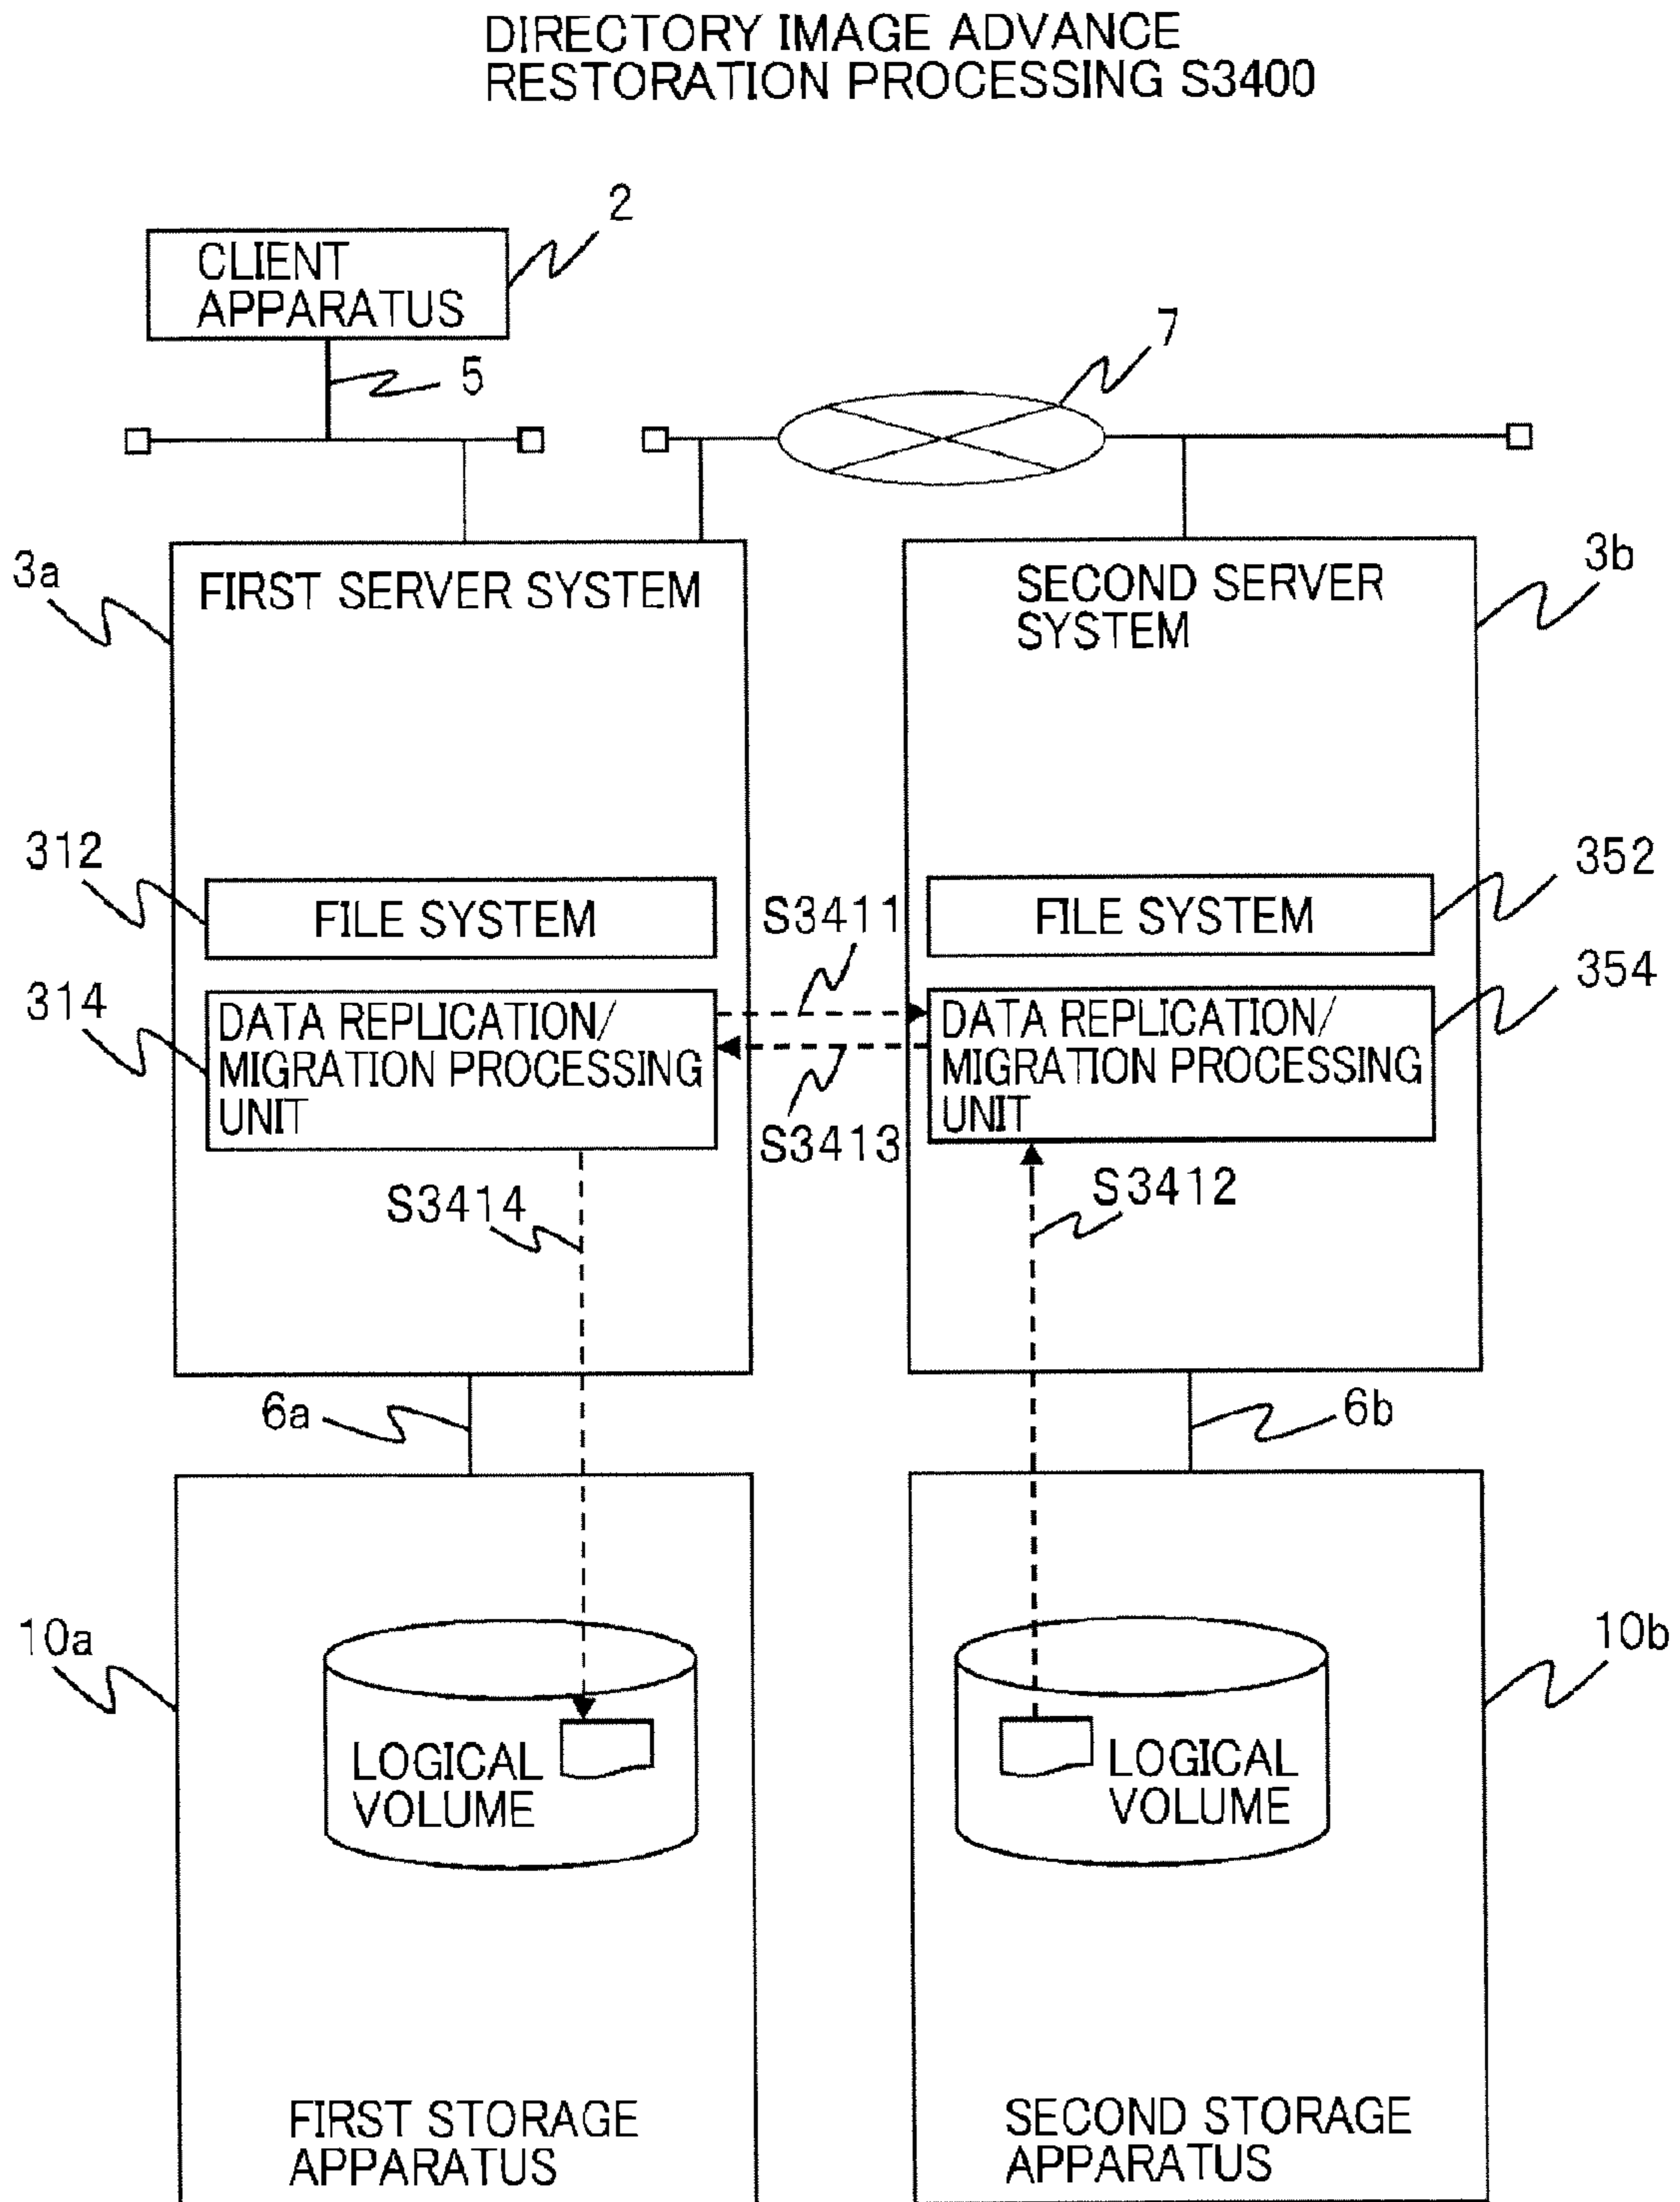 DIRECTORY IMAGE ADVANCE
RESTORATION PROCESSING S3400
2
CLIENT
APPARATUS
5
7
3a
FIRST SERVER SYSTEM
SECOND SERVER
SYSTEM
3b
312
FILE SYSTEM
S3411
FILE SYSTEM
352
314
DATA REPLICATION/
MIGRATION PROCESSING
UNIT
DATA REPLICATION/
MIGRATION PROCESSING
UNIT
354
S3413
S3414
S3412
6a
6b
10a
LOGICAL
VOLUME
LOGICAL
VOLUME
10b
FIRST STORAGE
APPARATUS
SECOND STORAGE
APPARATUS